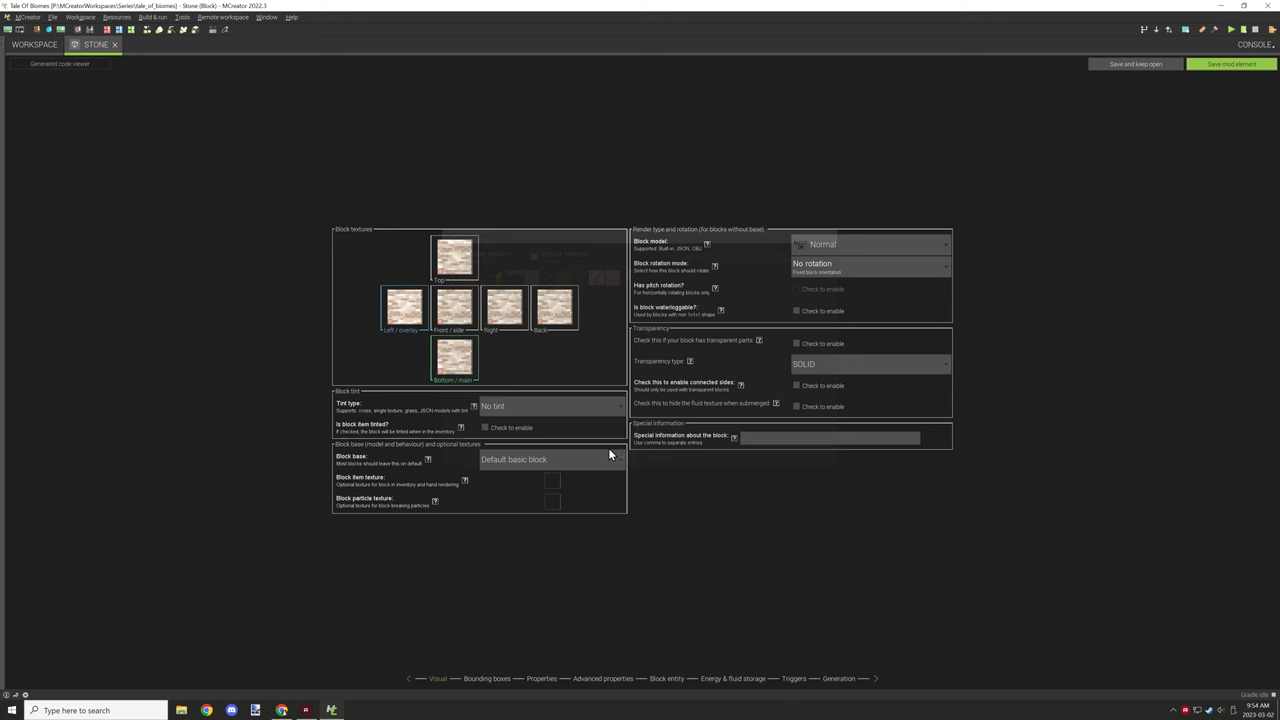 Tale Of Biomes [P:\MCreatorWorkspaces\Series\tale_of_biomes] - Stone (Block) - MCreator 2022.3
MCreator File Workspace Resources Build & run Tools Remote workspace Window Help
WORKSPACE STONE CONSOLE
Generated code viewer Save and keep open Save mod element
Block textures
Top
Left / overlay Front / side Right Back
Bottom / main
Block tint
Tint type: ? No tint
Supports: cross, single texture, grass, JSON models with tint
Is block item tinted? ? Check to enable
If checked, the block will be tinted when in the inventory.
Block base (model and behaviour) and optional textures
Block base: ? Default basic block
Most blocks should leave this on default
Block item texture: ?
Optional texture for block in inventory and hand rendering
Block particle texture: ?
Optional texture for block breaking particles
Render type and rotation (for blocks without base)
Block model: ? Normal
Supported: Built-in, JSON, OBJ
Block rotation mode: ? No rotation
Select how this block should rotate Fixed block orientation
Has pitch rotation? ? Check to enable
For horizontally rotating blocks only
Is block waterloggable?: ? Check to enable
Used by blocks with non 1x1x1 shape
Transparency
Check this if your block has transparent parts: ? Check to enable
Transparency type: ? SOLID
Check this to enable connected sides: ? Check to enable
Should only be used with transparent blocks
Check this to hide the fluid texture when submerged: ? Check to enable
Special information
Special information about the block: ?
Use comma to separate entries
Visual Bounding boxes Properties Advanced properties Block entity Energy & fluid storage Triggers Generation
Gradle idle
Type here to search
9:54 AM
2023-03-02